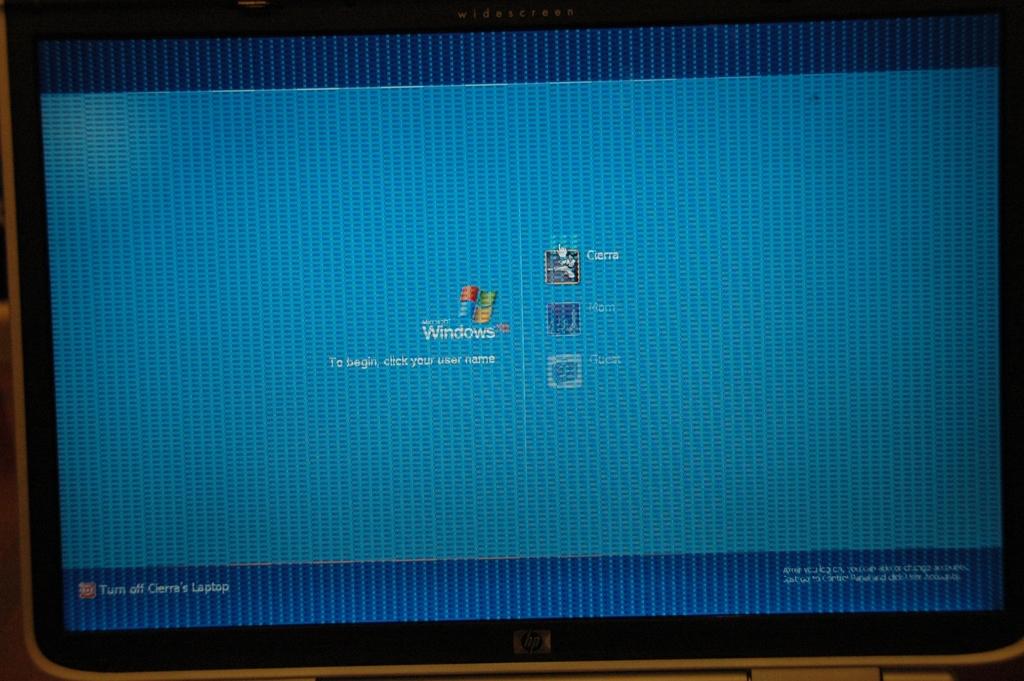 widescreen
Cierra
Mom
Microsoft
Windows xp
To begin, click your user name
Guest
Turn off Cierra's Laptop
After you log on, you can add or change accounts.
Just go to Control Panel and click User Accounts.
hp